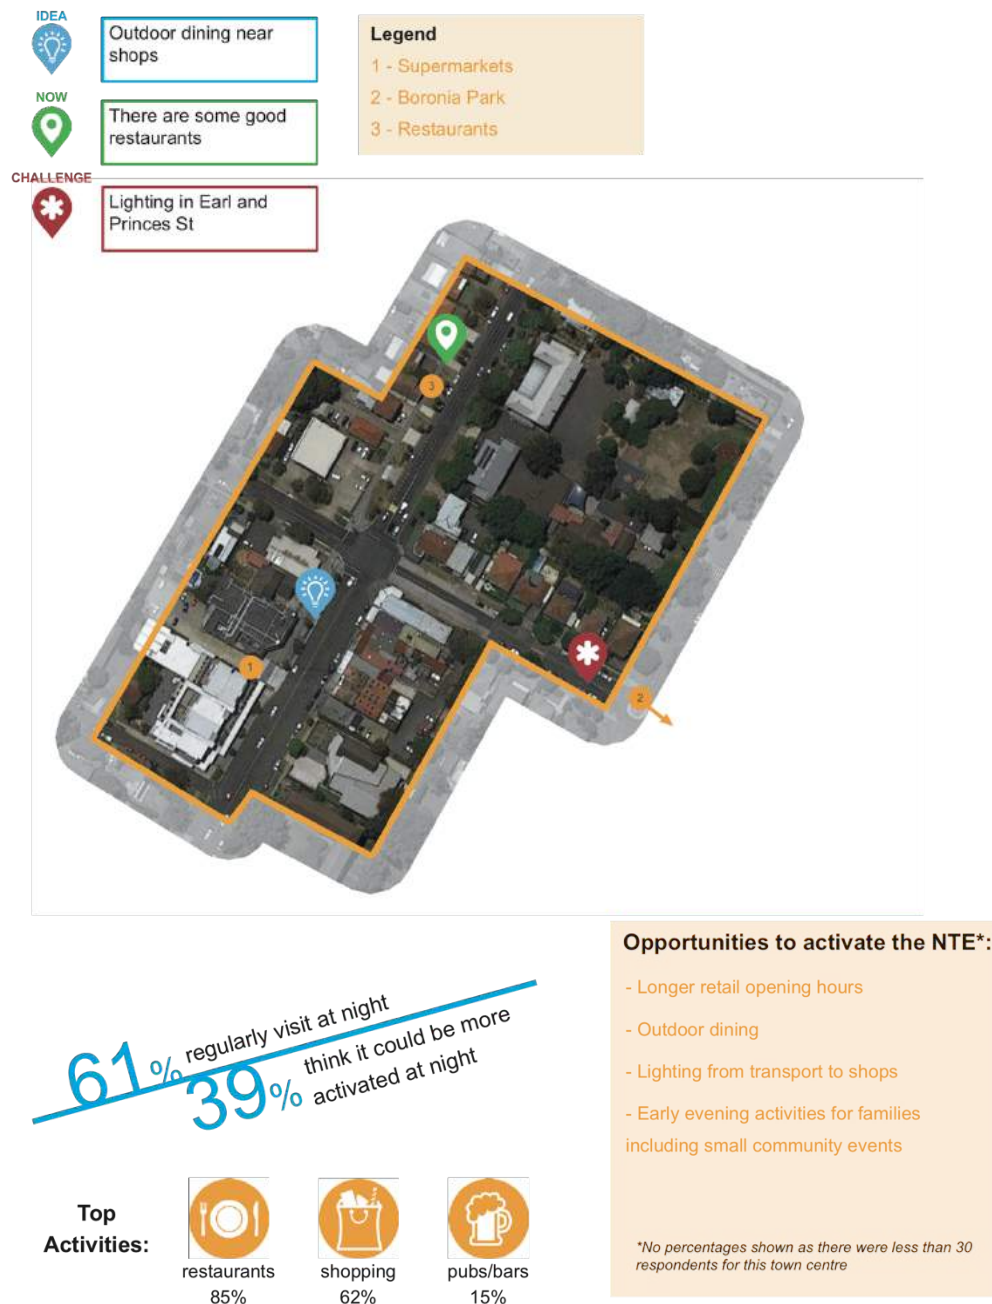 IDEA
Outdoor dining near
shops
NOW
There are some good
restaurants
CHALLENGE
Lighting in Earl and
Princes St
Legend
1 - Supermarkets
2 - Boronia Park
3 - Restaurants
3
1
2
61% regularly visit at night
39% think it could be more
activated at night
Top
Activities:
restaurants
85%
shopping
62%
pubs/bars
15%
Opportunities to activate the NTE*:
- Longer retail opening hours
- Outdoor dining
- Lighting from transport to shops
- Early evening activities for families
including small community events
*No percentages shown as there were less than 30
respondents for this town centre